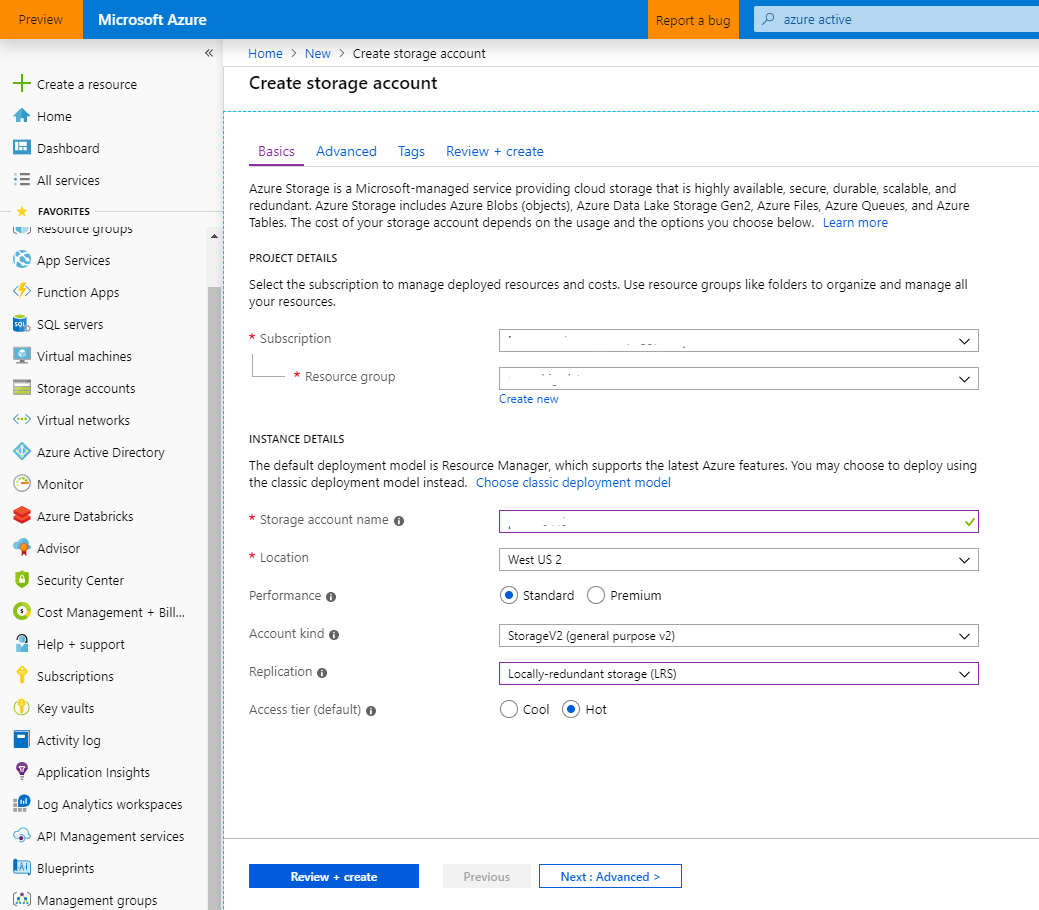 Preview
Microsoft Azure
Report a bug
azure active
«
Home > New > Create storage account
Create a resource
Home
Dashboard
All services
FAVORITES
Resource groups
App Services
Function Apps
SQL servers
Virtual machines
Storage accounts
Virtual networks
Azure Active Directory
Monitor
Azure Databricks
Advisor
Security Center
Cost Management + Bill...
Help + support
Subscriptions
Key vaults
Activity log
Application Insights
Log Analytics workspaces
API Management services
Blueprints
Management groups
Create storage account
Basics Advanced Tags Review + create
Azure Storage is a Microsoft-managed service providing cloud storage that is highly available, secure, durable, scalable, and
redundant. Azure Storage includes Azure Blobs (objects), Azure Data Lake Storage Gen2, Azure Files, Azure Queues, and Azure
Tables. The cost of your storage account depends on the usage and the options you choose below. Learn more
PROJECT DETAILS
Select the subscription to manage deployed resources and costs. Use resource groups like folders to organize and manage all
your resources.
* Subscription
* Resource group
Create new
INSTANCE DETAILS
The default deployment model is Resource Manager, which supports the latest Azure features. You may choose to deploy using
the classic deployment model instead. Choose classic deployment model
* Storage account name
* Location West US 2
Performance Standard Premium
Account kind StorageV2 (general purpose v2)
Replication Locally-redundant storage (LRS)
Access tier (default) Cool Hot
Review + create Previous Next : Advanced >